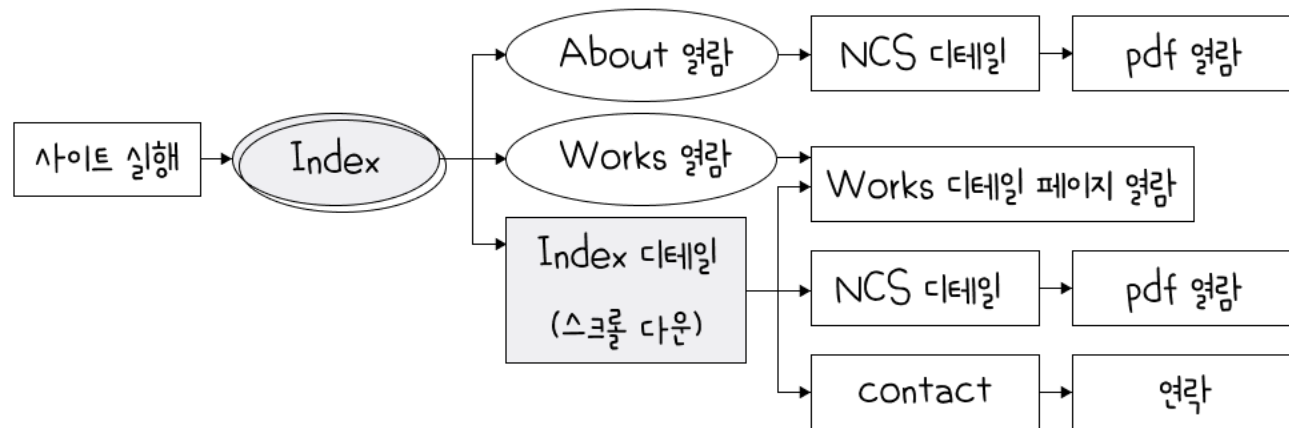 About 열람
NCS 디테일
pdf 열람
사이트 실행
Index
Works 열람
Works 디테일 페이지 열람
Index 디테일
(스크롤 다운)
NCS 디테일
pdf 열람
contact
연락